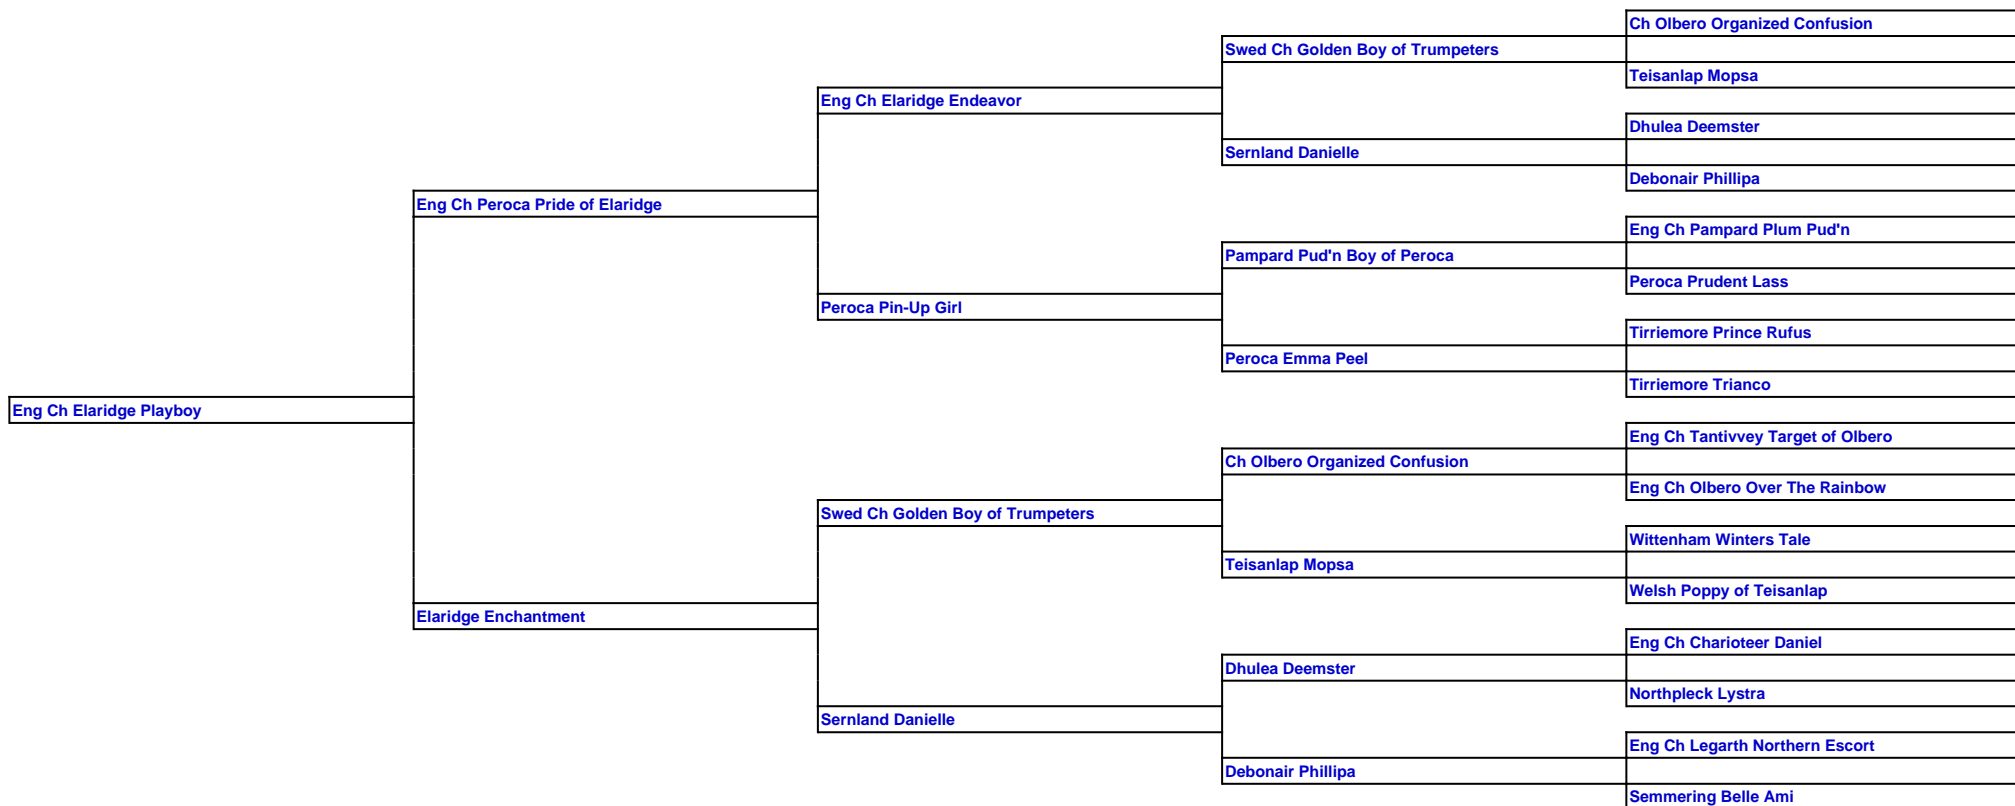 Ch Olbero Organized Confusion
Swed Ch Golden Boy of Trumpeters
Teisanlap Mopsa
Eng Ch Elaridge Endeavor
Dhulea Deemster
Sernland Danielle
Debonair Phillipa
Eng Ch Peroca Pride of Elaridge
Eng Ch Pampard Plum Pud'n
Pampard Pud'n Boy of Peroca
Peroca Prudent Lass
Peroca Pin-Up Girl
Tirriemore Prince Rufus
Peroca Emma Peel
Tirriemore Trianco
Eng Ch Elaridge Playboy
Eng Ch Tantivvey Target of Olbero
Ch Olbero Organized Confusion
Eng Ch Olbero Over The Rainbow
Swed Ch Golden Boy of Trumpeters
Wittenham Winters Tale
Teisanlap Mopsa
Welsh Poppy of Teisanlap
Elaridge Enchantment
Eng Ch Charioteer Daniel
Dhulea Deemster
Northpleck Lystra
Sernland Danielle
Eng Ch Legarth Northern Escort
Debonair Phillipa
Semmering Belle Ami